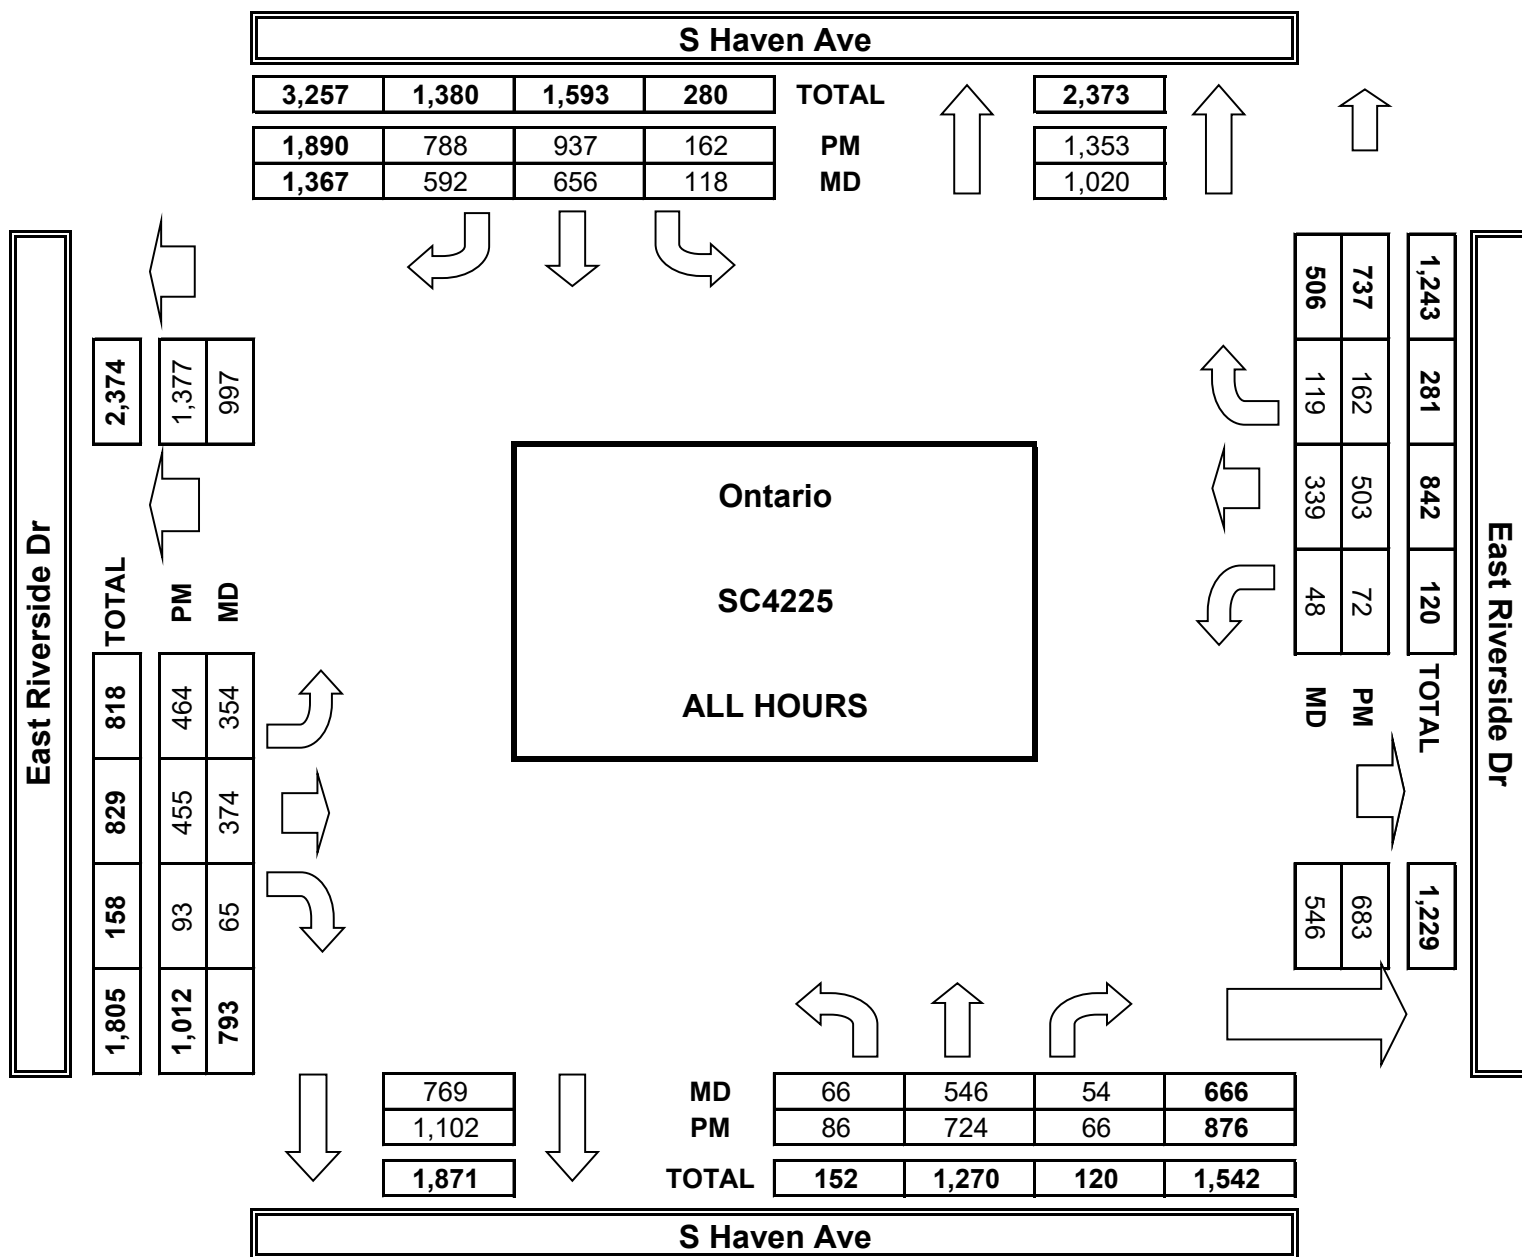 S Haven Ave
3,257 1,380 1,593 280 TOTAL 2,373
1,890 788 937 162 PM 1,353
1,367 592 656 118 MD 1,020
East Riverside Dr
2,374 1,377 997
TOTAL PM MD
818 464 354
829 455 374
158 93 65
1,805 1,012 793
Ontario
SC4225
ALL HOURS
506 737 1,243
119 162 281
339 503 842
48 72 120
MD PM TOTAL
546 683 1,229
East Riverside Dr
769 MD 66 546 54 666
1,102 PM 86 724 66 876
1,871 TOTAL 152 1,270 120 1,542
S Haven Ave